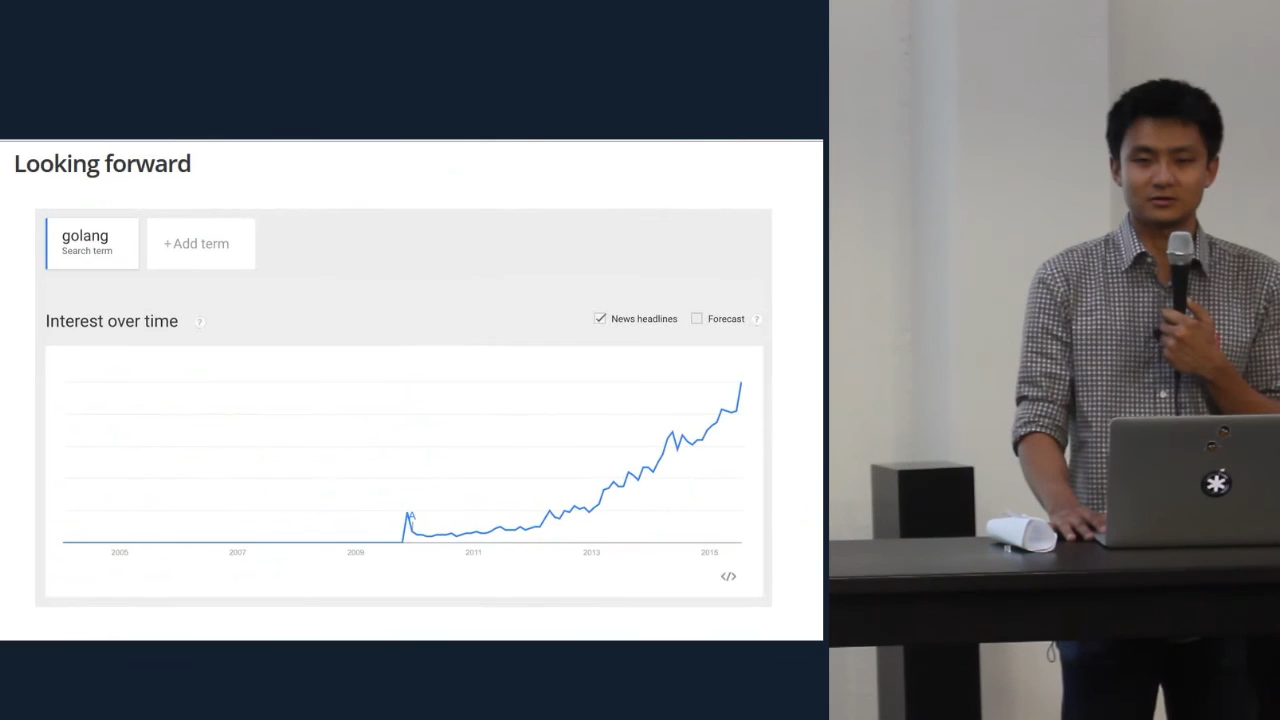 Looking forward
golang
Search term
+Add term
Interest over time ?
News headlines
Forecast ?
A
2005 2007 2009 2011 2013 2015
</>